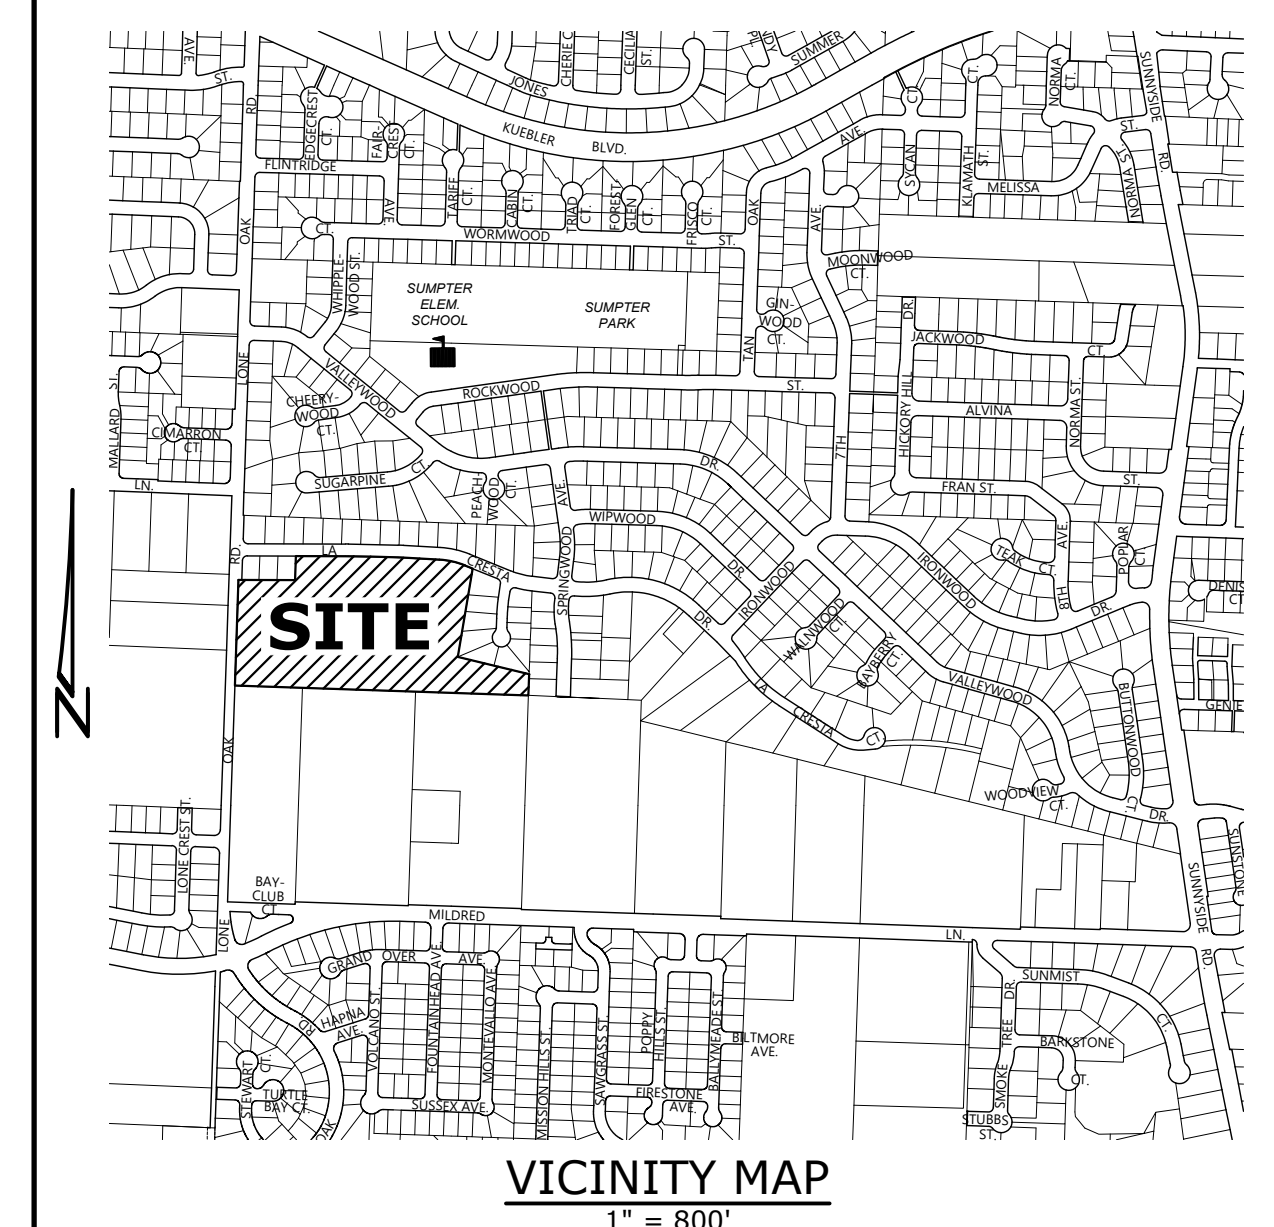 AVE.
ST.
RD.
JONES
CHERIE C
CECILIA
ST.
PL.
NDY
SUMMER
KUEBLER
BLVD.
EDGECREST
CT.
FAIR-
CREST
CT.
FLINTRIDGE
AVE.
TARIFF
CT.
CABIN
CT.
TRIAD
CT.
FOREST
GLEN
CT.
FRISCO
CT.
OAK
AVE.
CT
SYCAN
CT.
KLAMATH
ST.
NORMA
CT.
MELISSA
ST.
NORMA ST.
SUNNYSIDE
RD.
OAK
CT.
WORMWOOD
ST.
WHIPPLE-
WOOD ST.
AVE.
MOONWOOD
CT.
SUMPTER
ELEM.
SCHOOL
SUMPTER
PARK
GIN-
WOOD
CT.
TAN
DR.
JACKWOOD
CT.
LONE
VALLEYWOOD
ROCKWOOD
ST.
CHEERY-
WOOD
CT.
MALLARD
ST.
CIMARRON
CT.
LN.
SUGARPINE
CT.
PEACH
WOOD
CT.
DR.
7TH
HICKORY HILL
ALVINA
NORMA ST.
FRAN ST.
ST.
AVE.
WIPWOOD
DR.
SPRINGWOOD
RD.
LA
CRESTA
DR.
IRONWOOD
IRONWOOD
TEAK
CT.
AVE.
8TH
POPLAR
CT.
DR.
DENIS
CT
SITE
WALNWOOD
CT.
BAYBERRY
CT.
VALLEYWOOD
LA
CRESTA
CT.
BUTTONWOOD
CT.
GENIE
N
OAK
WOODVIEW
CT.
DR.
LONE CREST ST.
SUNSTONE
SUNNYSIDE
RD.
BAY-
CLUB
CT
LONE
MILDRED
LN.
GRAND
OVER
AVE.
HAPNA
AVE.
RD
VOLCANO ST.
FOUNTAINHEAD AVE.
MONTEVALLO AVE.
MISSION HILLS ST.
SAWGRASS ST.
POPPY
HILLS ST.
BALLYMEADE ST.
BILTMORE
AVE.
SUNMIST
CT.
SMOKE
TREE
DR.
BARKSTONE
CT.
STEWART
CT.
TURTLE
BAY CT.
OAK
SUSSEX AVE.
FIRESTONE
AVE.
STUBBS
ST.
VICINITY MAP
1" = 800'